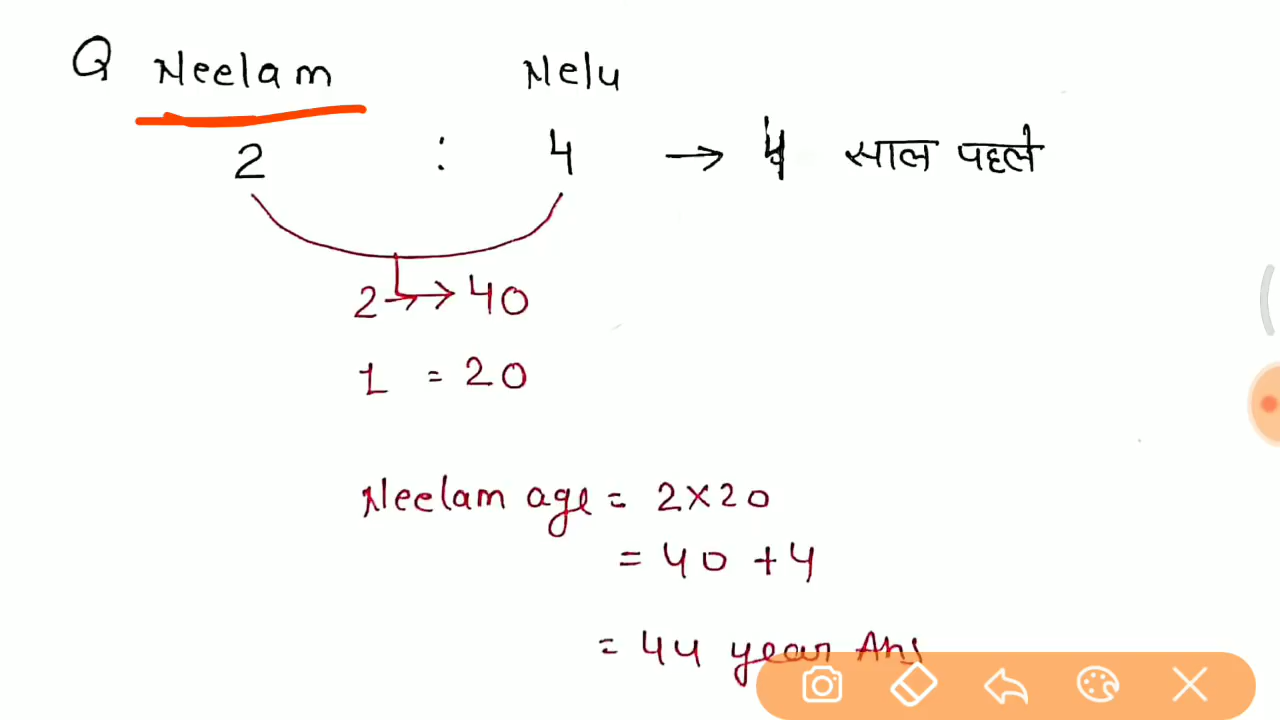 Q Neelam Nelu
2 : 4 → 4 साल पहले
2 → 40
1 = 20
Neelam age = 2×20
= 40 + 4
= 44 year Ans